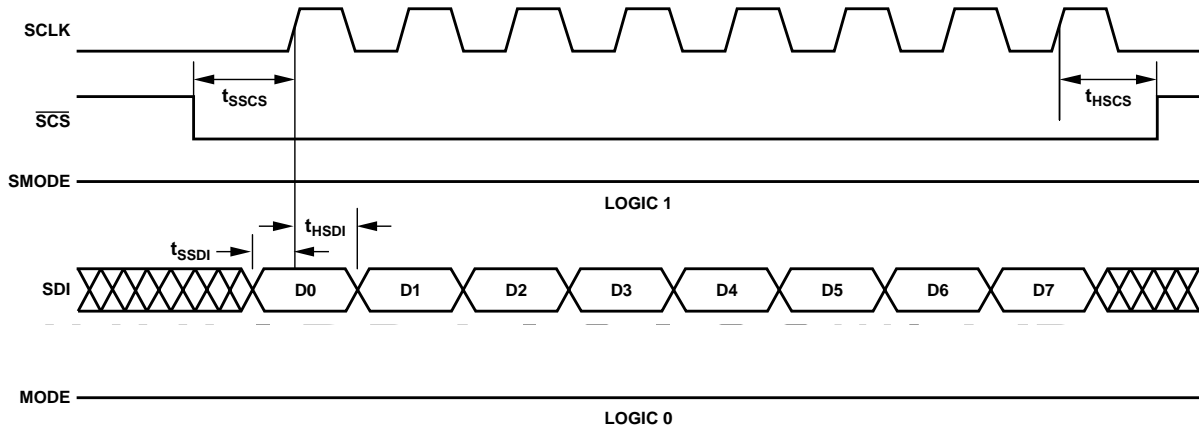 SCLK
tSSCS
tHSCS
SCS
SMODE
LOGIC 1
tHSDI
tSSDI
SDI
D0 D1 D2 D3 D4 D5 D6 D7
MODE
LOGIC 0